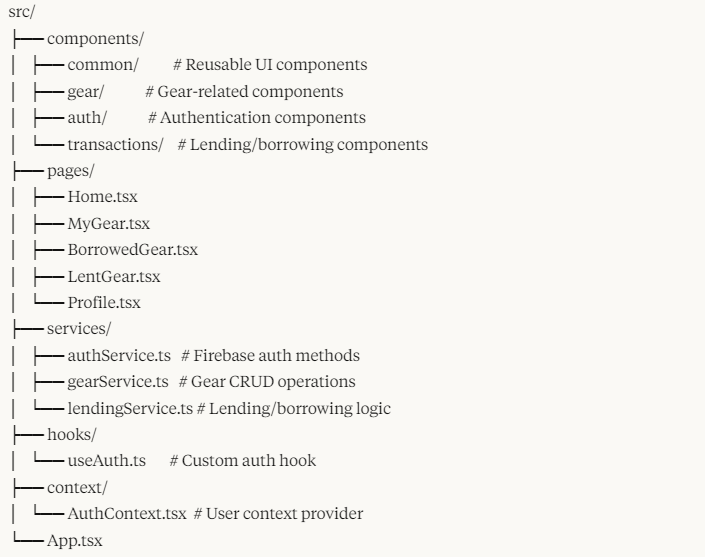 src/
├── components/
│   ├── common/        # Reusable UI components
│   ├── gear/          # Gear-related components
│   ├── auth/          # Authentication components
│   └── transactions/   # Lending/borrowing components
├── pages/
│   ├── Home.tsx
│   ├── MyGear.tsx
│   ├── BorrowedGear.tsx
│   ├── LentGear.tsx
│   └── Profile.tsx
├── services/
│   ├── authService.ts   # Firebase auth methods
│   ├── gearService.ts   # Gear CRUD operations
│   └── lendingService.ts # Lending/borrowing logic
├── hooks/
│   └── useAuth.ts      # Custom auth hook
├── context/
│   └── AuthContext.tsx  # User context provider
└── App.tsx